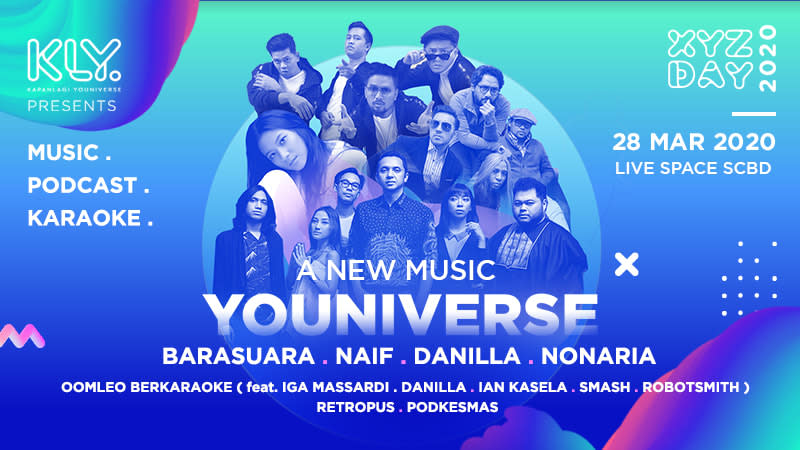 KLY.
KAPANLAGI YOUNIVERSE
PRESENTS
MUSIC .
PODCAST .
KARAOKE .
XYZ
DAY
2020
28 MAR 2020
LIVE SPACE SCBD
A NEW MUSIC
YOUNIVERSE
BARASUARA . NAIF . DANILLA . NONARIA
OOMLEO BERKARAOKE ( feat. IGA MASSARDI . DANILLA . IAN KASELA . SMASH . ROBOTSMITH )
RETROPUS . PODKESMAS